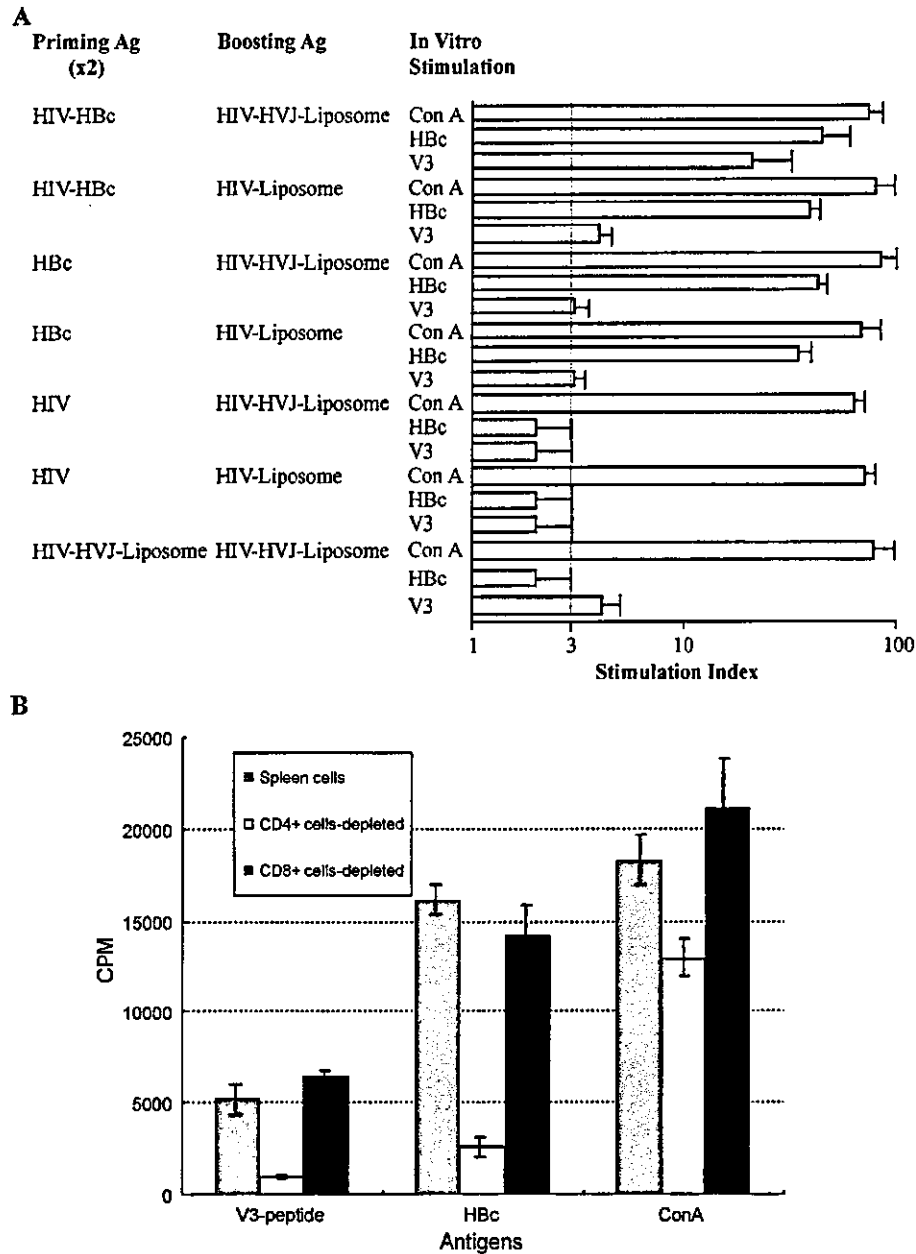 A
Priming Ag Boosting Ag In Vitro
(x2) Stimulation
HIV-HBc HIV-HVJ-Liposome Con A
HBc
V3
HIV-HBc HIV-Liposome Con A
HBc
V3
HBc HIV-HVJ-Liposome Con A
HBc
V3
HBc HIV-Liposome Con A
HBc
V3
HIV HIV-HVJ-Liposome Con A
HBc
V3
HIV HIV-Liposome Con A
HBc
V3
HIV-HVJ-Liposome HIV-HVJ-Liposome Con A
HBc
V3
1 3 10 100
Stimulation Index
B
25000
20000
15000
10000
5000
0
CPM
Spleen cells
CD4+ cells-depleted
CD8+ cells-depleted
V3-peptide HBc ConA
Antigens